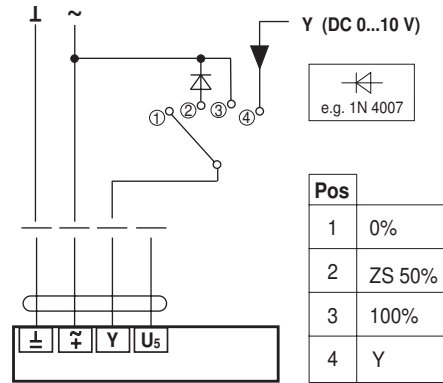 ⊥ ~
Y (DC 0...10 V)
① ② ③ ④
e.g. 1N 4007
Pos
1 0%
2 ZS 50%
3 100%
4 Y
⊥ ~ Y U5